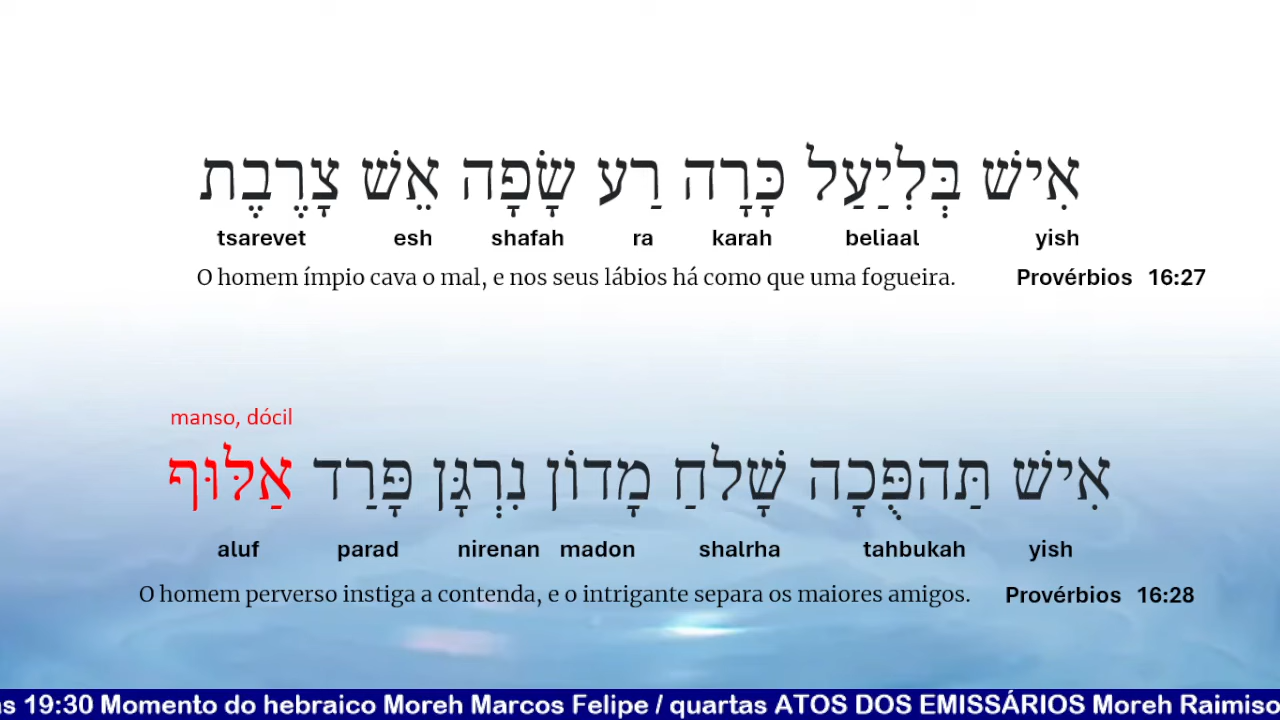 אִישׁ בְּלִיַּעַל כָּרָה רַע שָׂפָה אֵשׁ צָרֶבֶת
tsarevet esh shafah ra karah beliaal yish
O homem ímpio cava o mal, e nos seus lábios há como que uma fogueira. Provérbios 16:27
manso, dócil
אִישׁ תַּהפֻּכָה שָׁלחַ מָדוֹן נִרְגָּן פָּרַד אַלּוּף
aluf parad nirenan madon shalrha tahbukah yish
O homem perverso instiga a contenda, e o intrigante separa os maiores amigos. Provérbios 16:28
as 19:30 Momento do hebraico Moreh Marcos Felipe / quartas ATOS DOS EMISSÁRIOS Moreh Raimiso